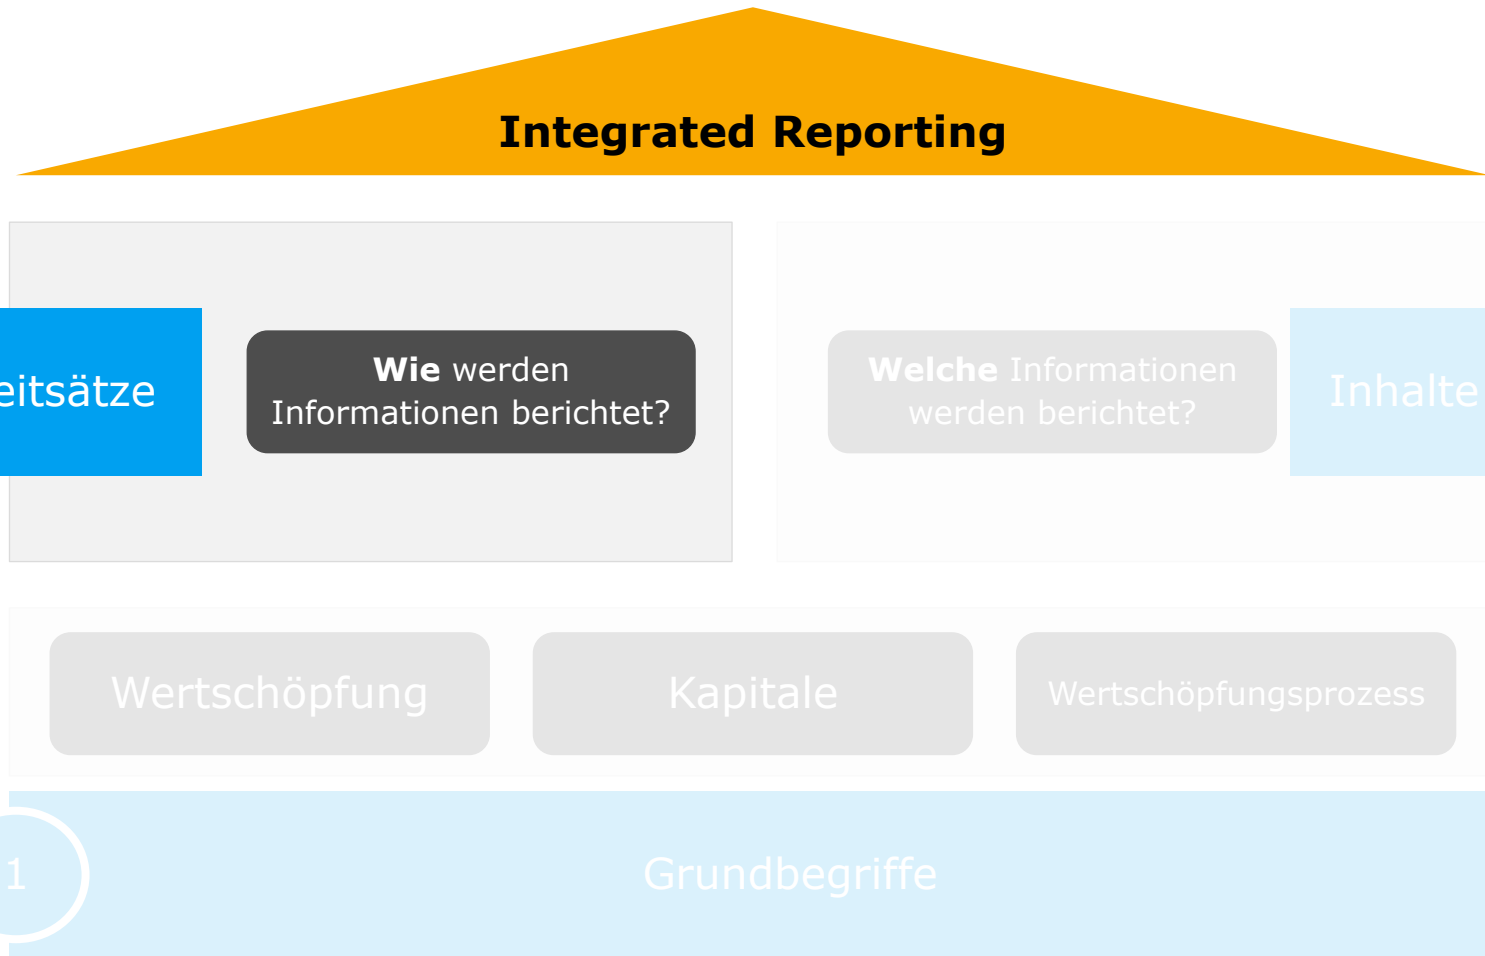 Integrated Reporting
eitsätze
Wie werden
Informationen berichtet?
Welche Informationen
werden berichtet?
Inhalte
Wertschöpfung
Kapitale
Wertschöpfungsprozess
1
Grundbegriffe